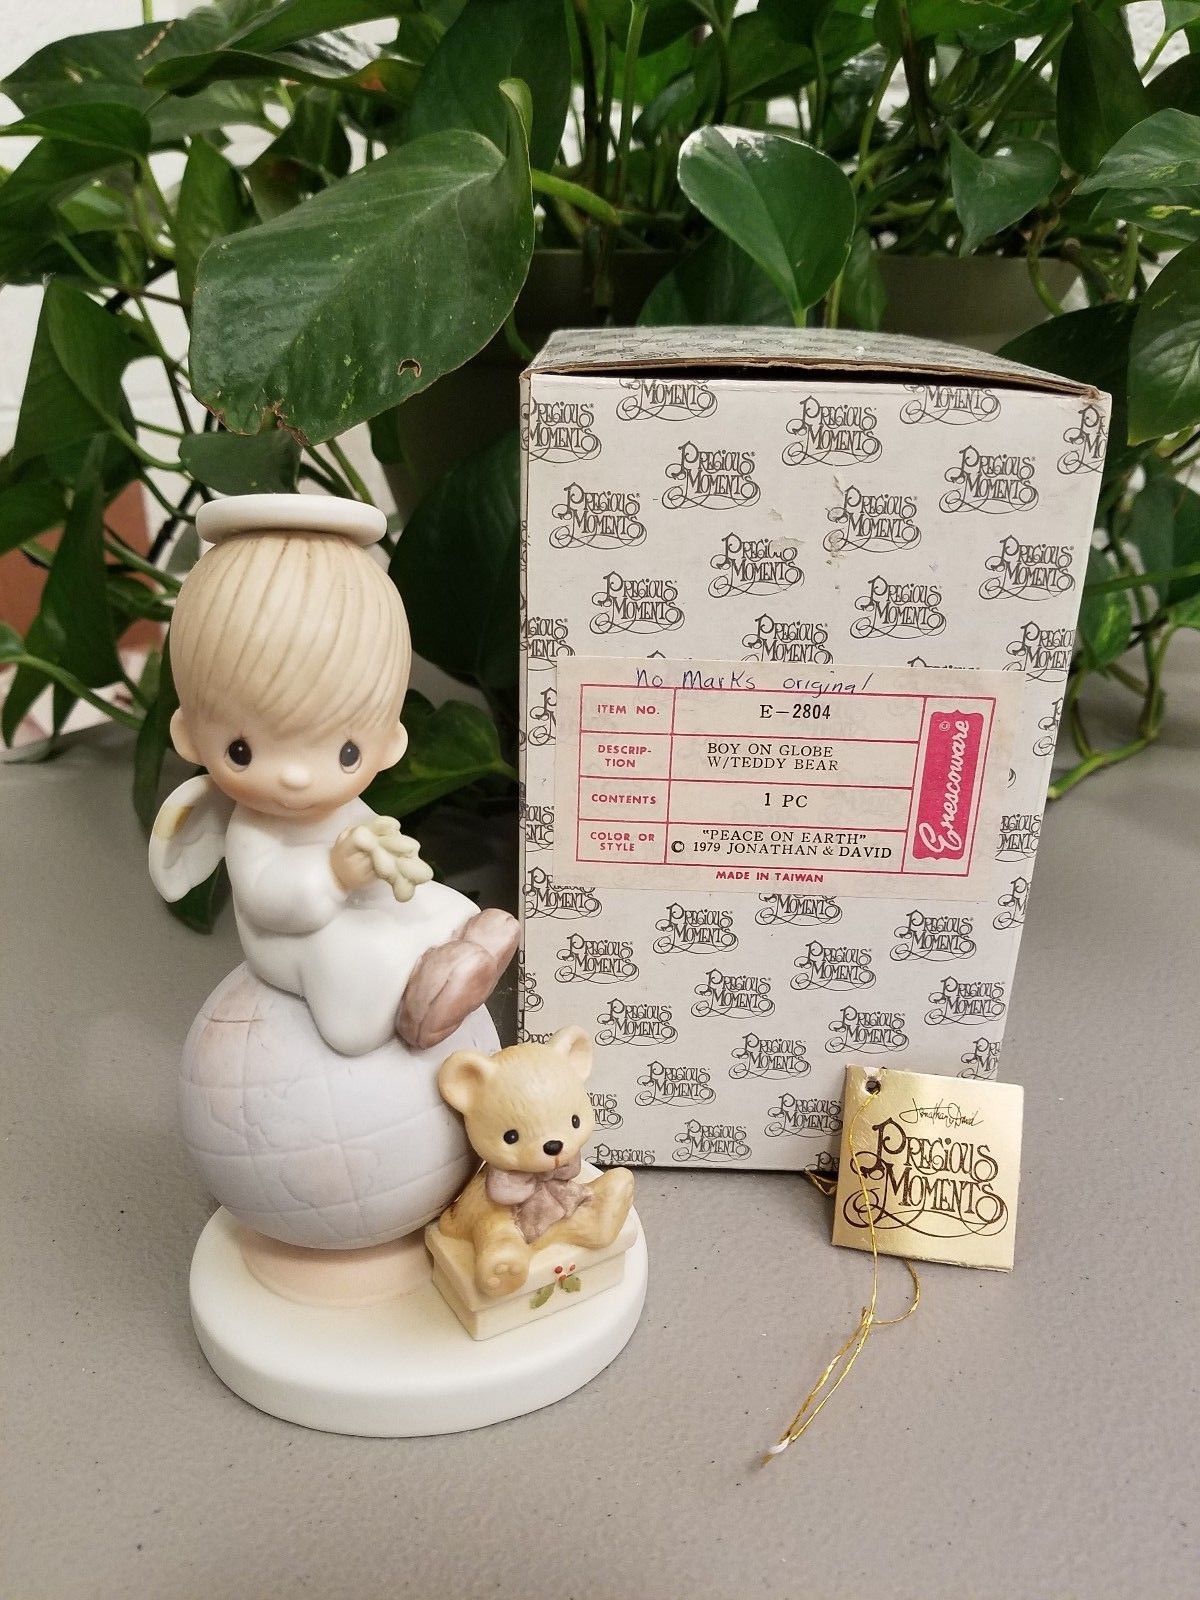 PRECIOUS MOMENTS
no marks original
ITEM NO. E-2804
DESCRIP-TION BOY ON GLOBE
W/TEDDY BEAR
CONTENTS 1 PC
COLOR OR STYLE "PEACE ON EARTH"
© 1979 JONATHAN & DAVID
MADE IN TAIWAN
Enescoware®
Jonathan & David
PRECIOUS
MOMENTS